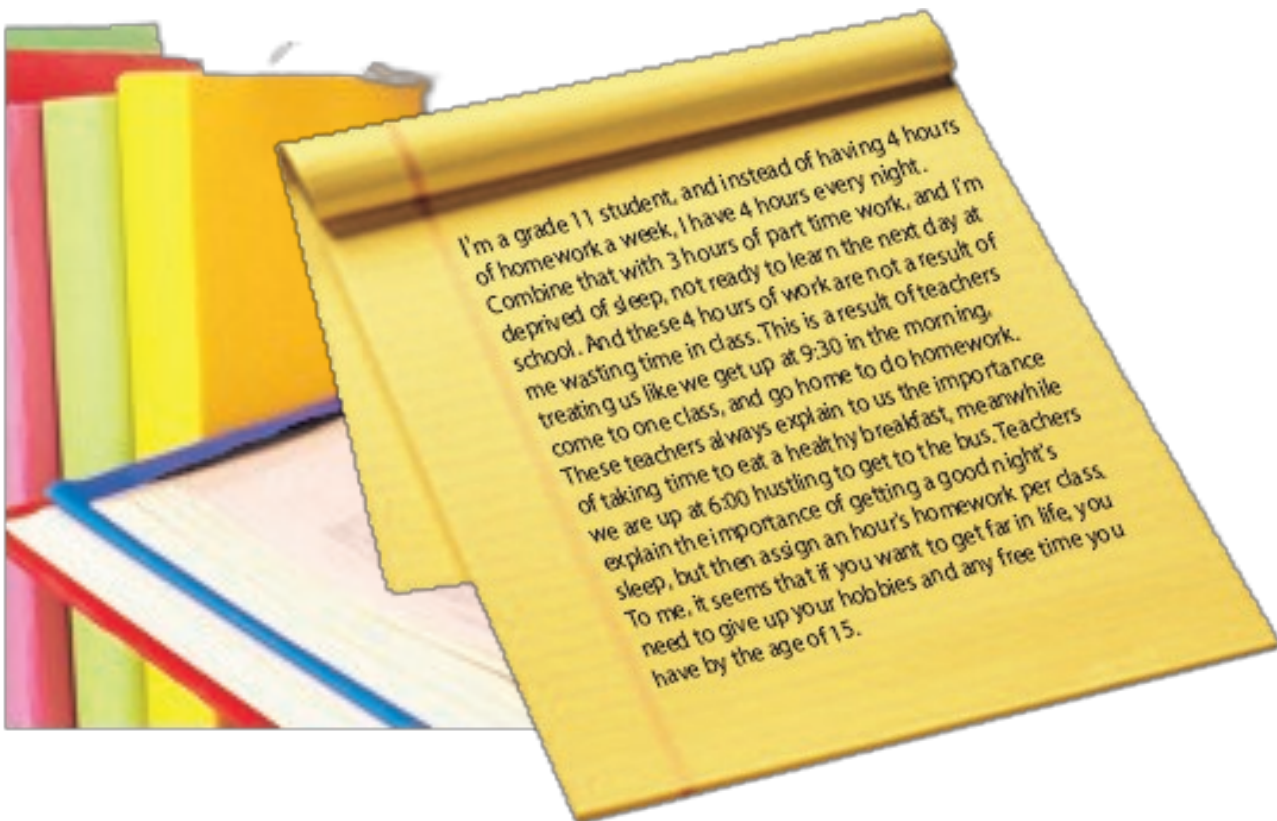 I'm a grade 11 student, and instead of having 4 hours
of homework a week, I have 4 hours every night.
Combine that with 3 hours of part time work, and I'm
deprived of sleep, not ready to learn the next day at
school. And these 4 hours of work are not a result of
me wasting time in class. This is a result of teachers
treating us like we get up at 9:30 in the morning,
come to one class, and go home to do homework.
These teachers always explain to us the importance
of taking time to eat a healthy breakfast, meanwhile
we are up at 6:00 hustling to get to the bus. Teachers
explain the importance of getting a good night's
sleep, but then assign an hour's homework per class.
To me, it seems that if you want to get far in life, you
need to give up your hobbies and any free time you
have by the age of 15.